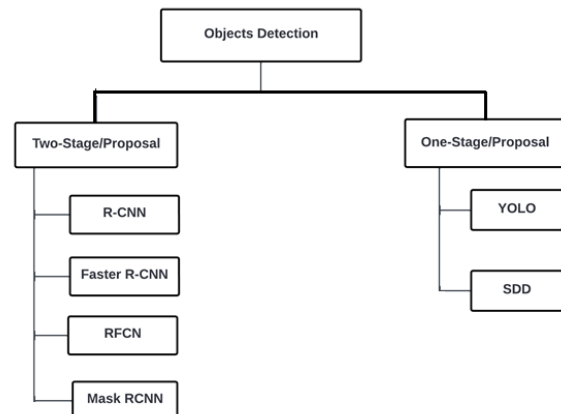 Objects Detection
Two-Stage/Proposal
One-Stage/Proposal
R-CNN
Faster R-CNN
RFCN
Mask RCNN
YOLO
SDD